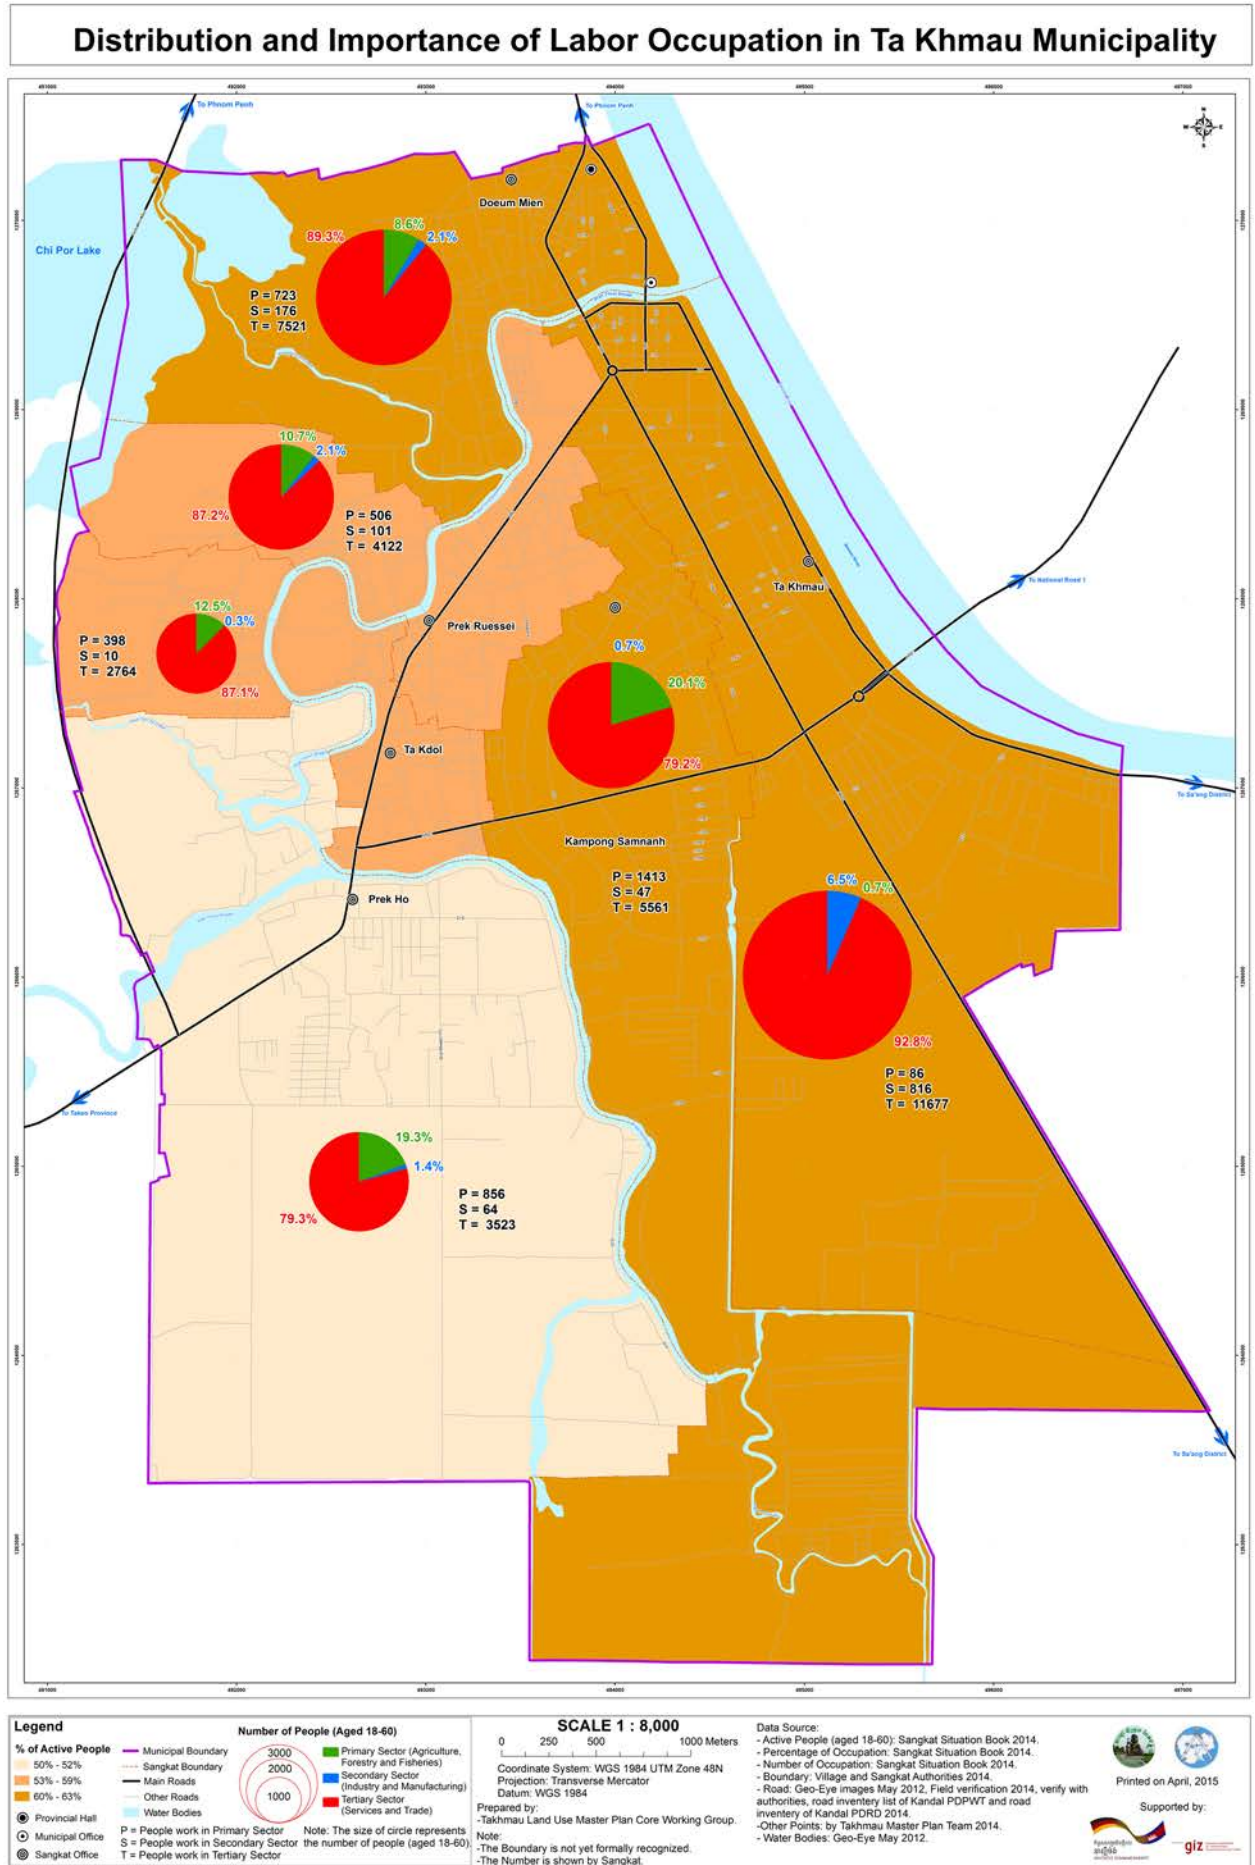 Distribution and Importance of Labor Occupation in Ta Khmau Municipality
To Phnom Penh
To Phnom Penh
N
W
E
S
Doeum Mien
Chi Por Lake
89.3%
8.6%
2.1%
P = 723
S = 176
T = 7521
10.7%
2.1%
87.2%
P = 506
S = 101
T = 4122
Ta Khmau
To National Road 1
12.5%
0.3%
Prek Ruessei
P = 398
S = 10
T = 2764
87.1%
0.7%
20.1%
79.2%
Ta Kdol
To Sa'ang District
Kampong Samnanh
P = 1413
S = 47
T = 5561
6.5%
0.7%
Prek Ho
92.8%
P = 86
S = 816
T = 11677
To Takeo Province
19.3%
1.4%
79.3%
P = 856
S = 64
T = 3523
To Sa'ang District
Legend
% of Active People
50% - 52%
53% - 59%
60% - 63%
Provincial Hall
Municipal Office
Sangkat Office
Municipal Boundary
Sangkat Boundary
Main Roads
Other Roads
Water Bodies
P = People work in Primary Sector
S = People work in Secondary Sector
T = People work in Tertiary Sector
Number of People (Aged 18-60)
3000
2000
1000
Primary Sector (Agriculture,
Forestry and Fisheries)
Secondary Sector
(Industry and Manufacturing)
Tertiary Sector
(Services and Trade)
Note: The size of circle represents
the number of people (aged 18-60).
SCALE 1 : 8,000
0 250 500 1000 Meters
Coordinate System: WGS 1984 UTM Zone 48N
Projection: Transverse Mercator
Datum: WGS 1984
Prepared by:
-Takhmau Land Use Master Plan Core Working Group.
Note:
-The Boundary is not yet formally recognized.
-The Number is shown by Sangkat.
Data Source:
- Active People (aged 18-60): Sangkat Situation Book 2014.
- Percentage of Occupation: Sangkat Situation Book 2014.
- Number of Occupation: Sangkat Situation Book 2014.
- Boundary: Village and Sangkat Authorities 2014.
- Road: Geo-Eye images May 2012, Field verification 2014, verify with
authorities, road inventory list of Kandal PDPWT and road
inventory of Kandal PDRD 2014.
-Other Points: by Takhmau Master Plan Team 2014.
- Water Bodies: Geo-Eye May 2012.
Printed on April, 2015
Supported by:
giz